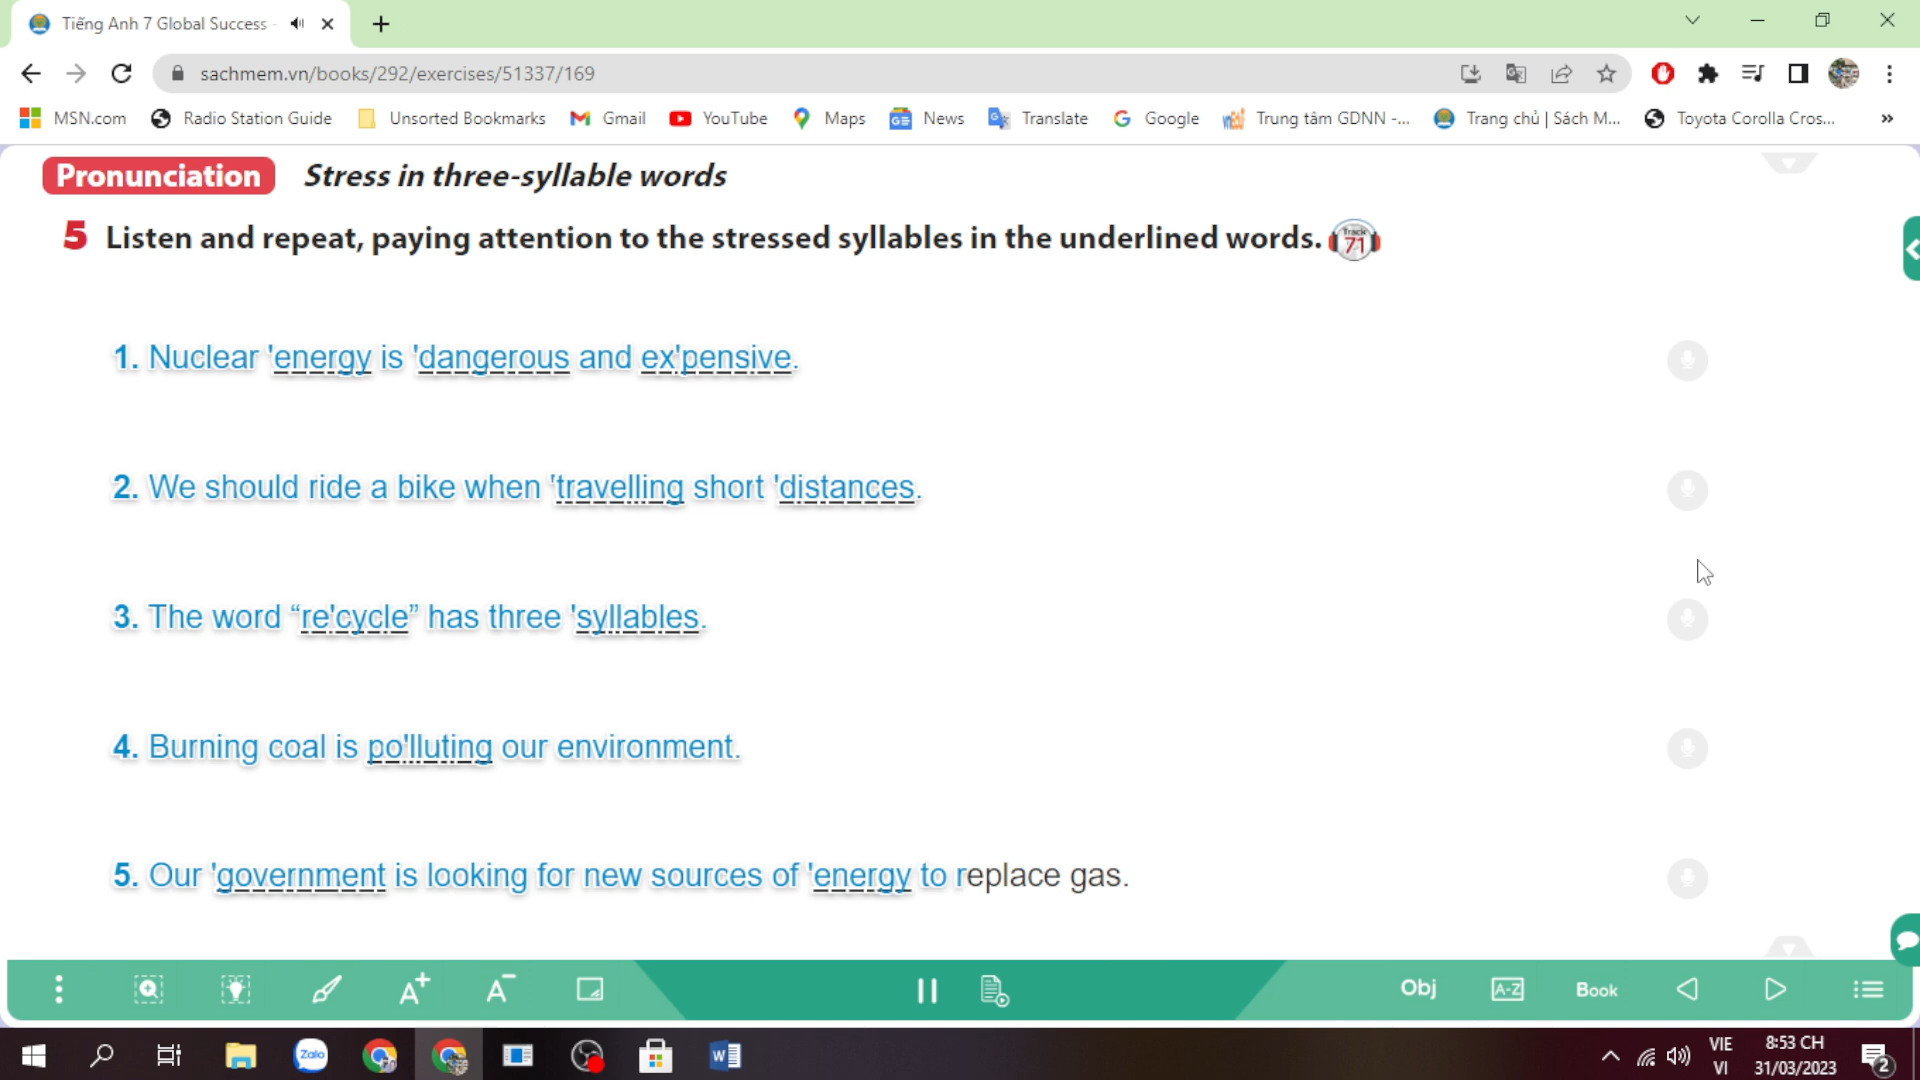 Tiếng Anh 7 Global Success -
sachmem.vn/books/292/exercises/51337/169
MSN.com Radio Station Guide Unsorted Bookmarks Gmail YouTube Maps News Translate Google Trung tâm GDNN -... Trang chủ | Sách M... Toyota Corolla Cros... »
Pronunciation Stress in three-syllable words
5 Listen and repeat, paying attention to the stressed syllables in the underlined words. Track 71
1. Nuclear 'energy is 'dangerous and ex'pensive.
2. We should ride a bike when 'travelling short 'distances.
3. The word “re'cycle” has three 'syllables.
4. Burning coal is po'lluting our environment.
5. Our 'government is looking for new sources of 'energy to replace gas.
A+ A- Obj A-Z Book
Zalo W VIE 8:53 CH
VI 31/03/2023 2